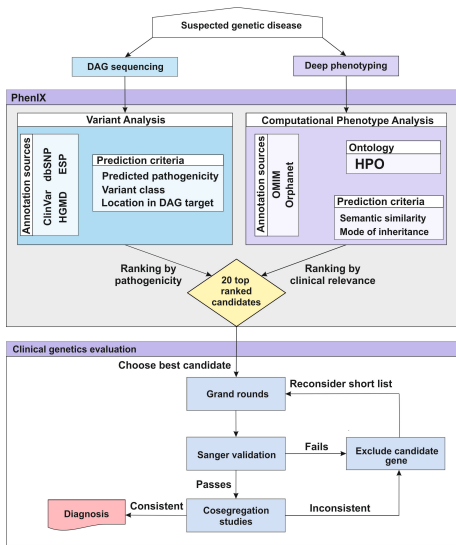 Suspected genetic disease
DAG sequencing
Deep phenotyping
PhenIX
Variant Analysis
Annotation sources
ClinVar dbSNP
HGMD ESP
Prediction criteria
Predicted pathogenicity
Variant class
Location in DAG target
Computational Phenotype Analysis
Annotation sources
OMIM
Orphanet
Ontology
HPO
Prediction criteria
Semantic similarity
Mode of inheritance
Ranking by
pathogenicity
20 top
ranked
candidates
Ranking by
clinical relevance
Clinical genetics evaluation
Choose best candidate
Grand rounds
Reconsider short list
Sanger validation
Fails
Exclude candidate
gene
Passes
Diagnosis
Consistent
Cosegregation
studies
Inconsistent